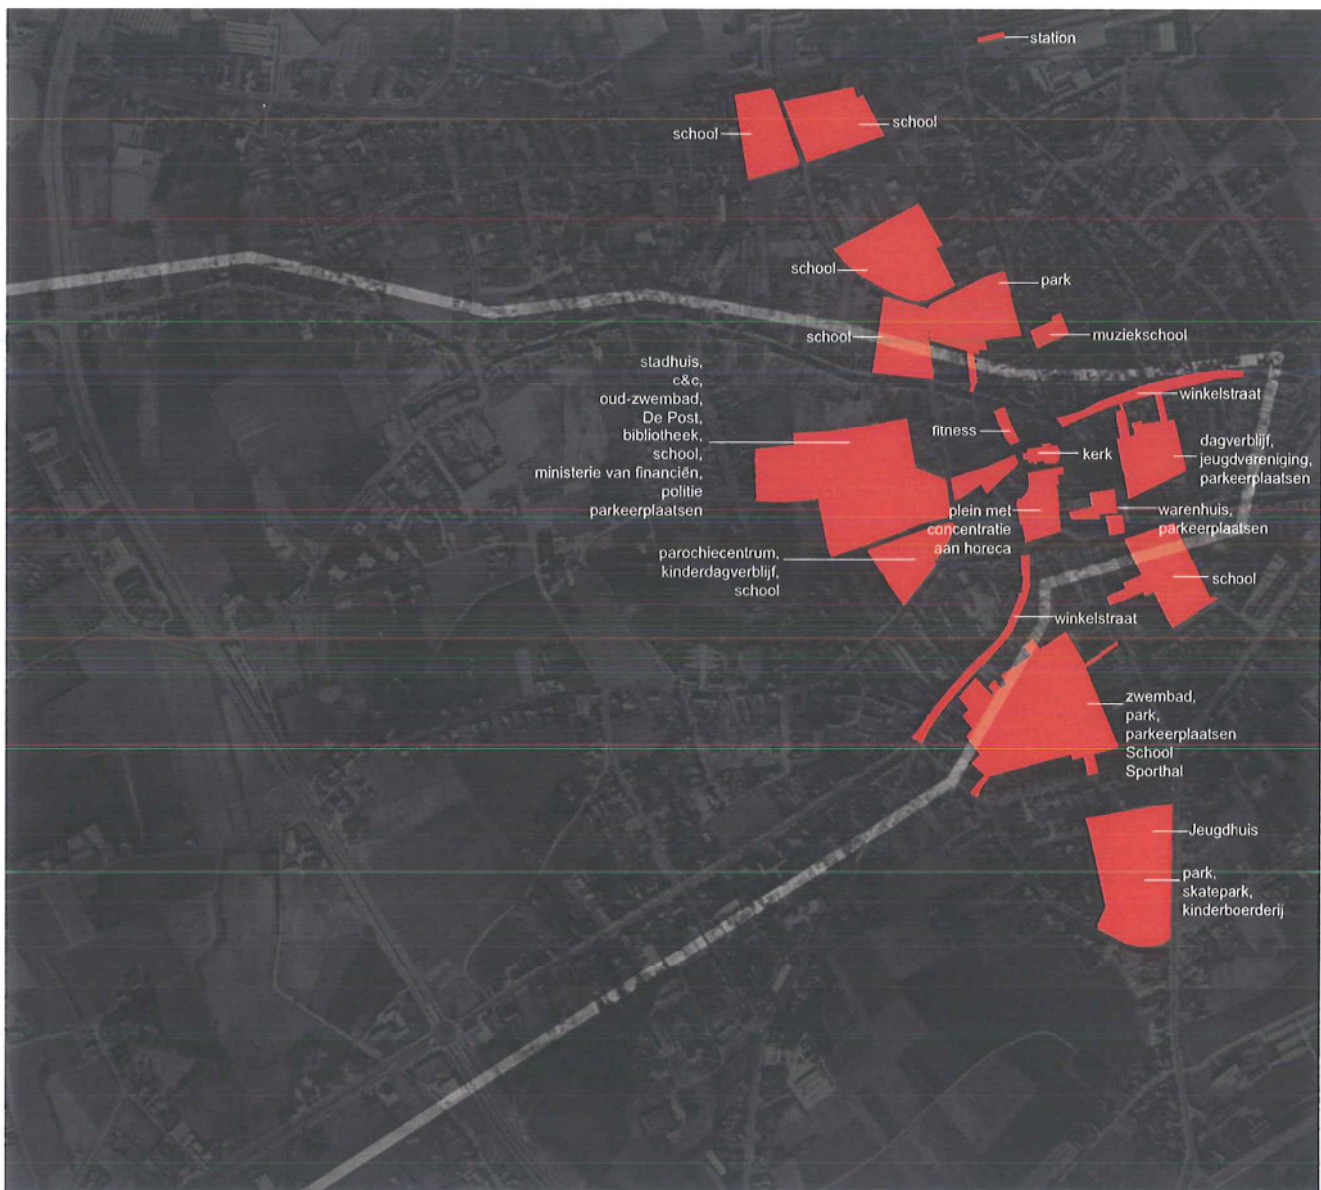 station
school
school
school
park
school
muziekschool
stadhuis,
c&c,
oud-zwembad,
De Post,
bibliotheek,
school,
ministerie van financiën,
politie
parkeerplaatsen
winkelstraat
fitness
kerk
dagverblijf,
jeugdvereniging,
parkeerplaatsen
plein met
concentratie
aan horeca
warenhuis,
parkeerplaatsen
parochiecentrum,
kinderdagverblijf,
school
school
winkelstraat
zwembad,
park,
parkeerplaatsen
School
Sporthal
Jeugdhuis
park,
skatepark,
kinderboerderij